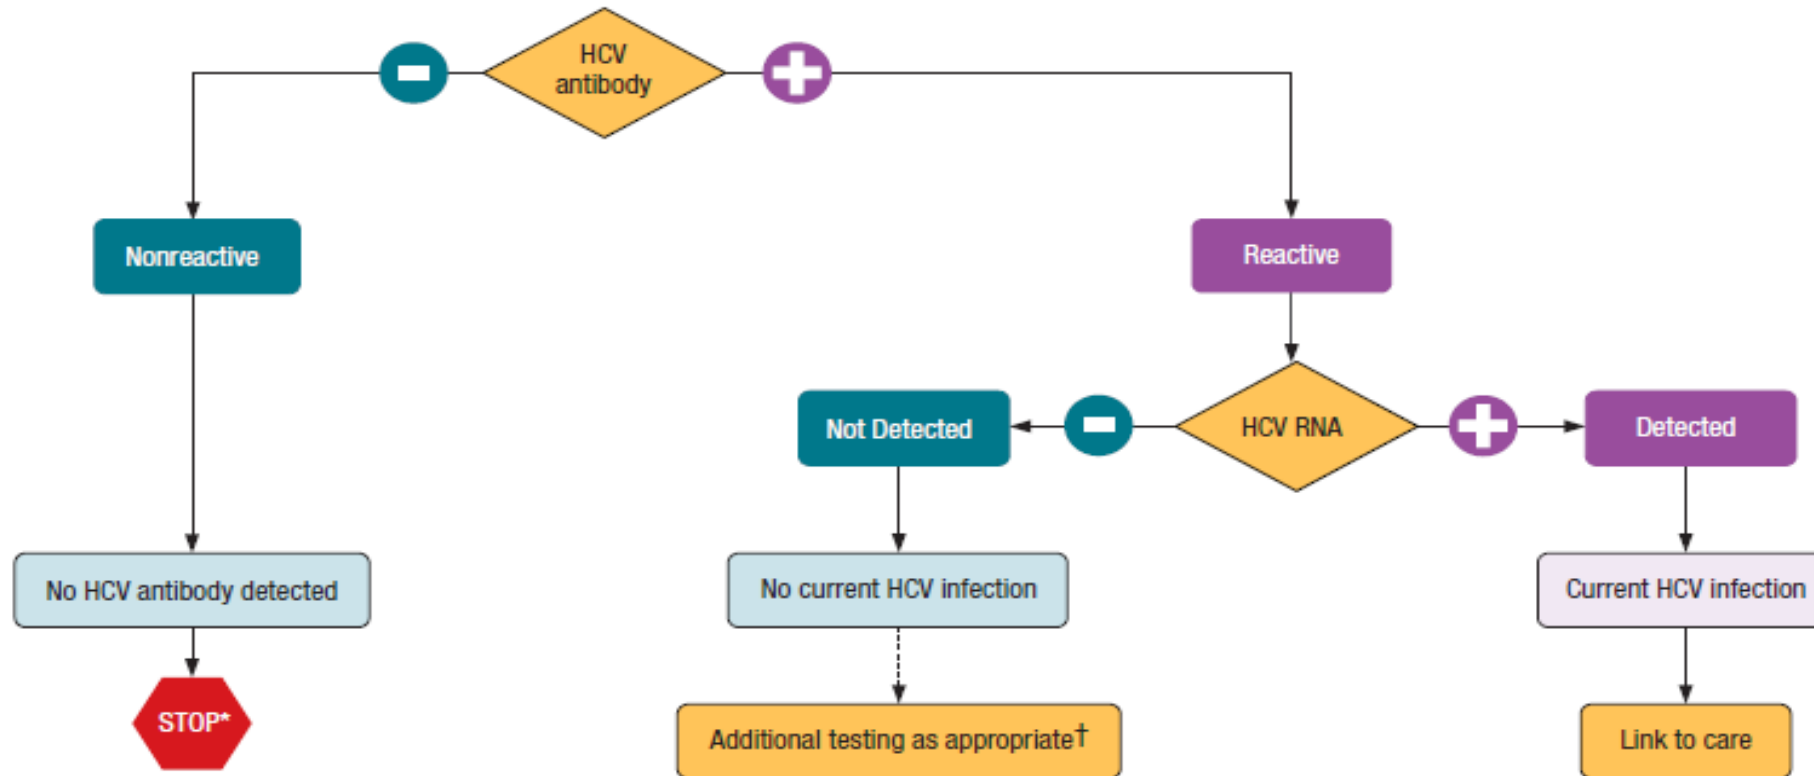 HCV
antibody
Nonreactive
Reactive
Not Detected
HCV RNA
Detected
No HCV antibody detected
No current HCV infection
Current HCV infection
STOP*
Additional testing as appropriate†
Link to care